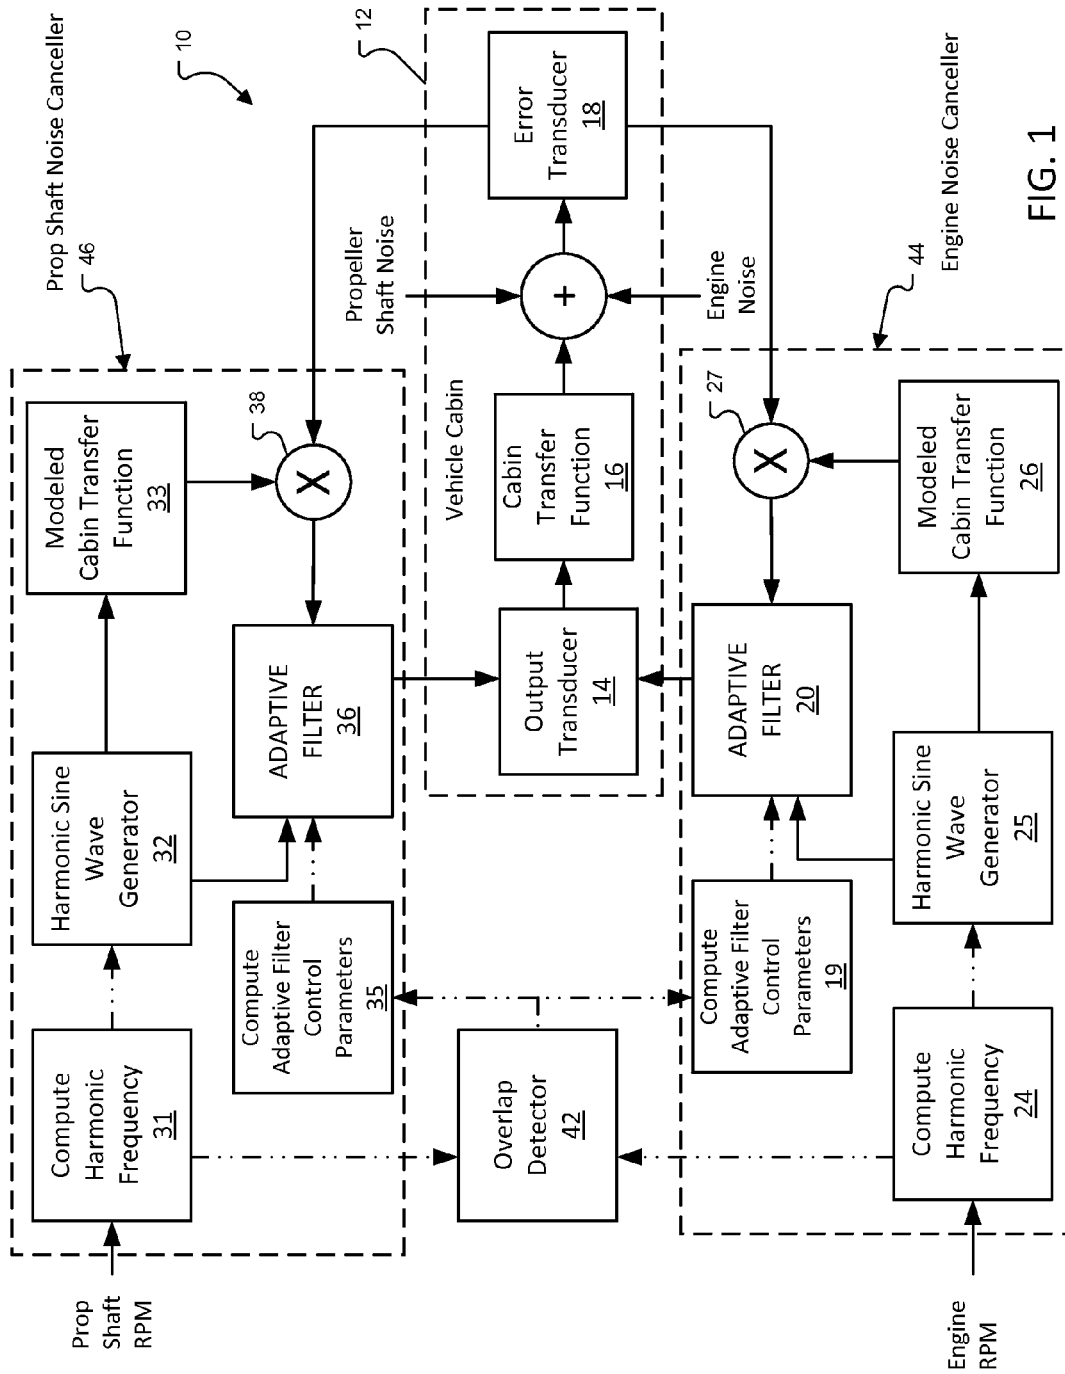 Prop Shaft Noise Canceller
46
10
12
Prop
Shaft
RPM
Compute
Harmonic
Frequency
31
Harmonic Sine
Wave
Generator
32
Modeled
Cabin Transfer
Function
33
Compute
Adaptive Filter
Control
Parameters
35
ADAPTIVE
FILTER
36
X
38
Propeller
Shaft Noise
Vehicle Cabin
Overlap
Detector
42
Output
Transducer
14
Cabin
Transfer
Function
16
+
Error
Transducer
18
Engine
Noise
Compute
Adaptive Filter
Control
Parameters
19
ADAPTIVE
FILTER
20
X
27
Engine
RPM
Compute
Harmonic
Frequency
24
Harmonic Sine
Wave
Generator
25
Modeled
Cabin Transfer
Function
26
44
Engine Noise Canceller
FIG. 1